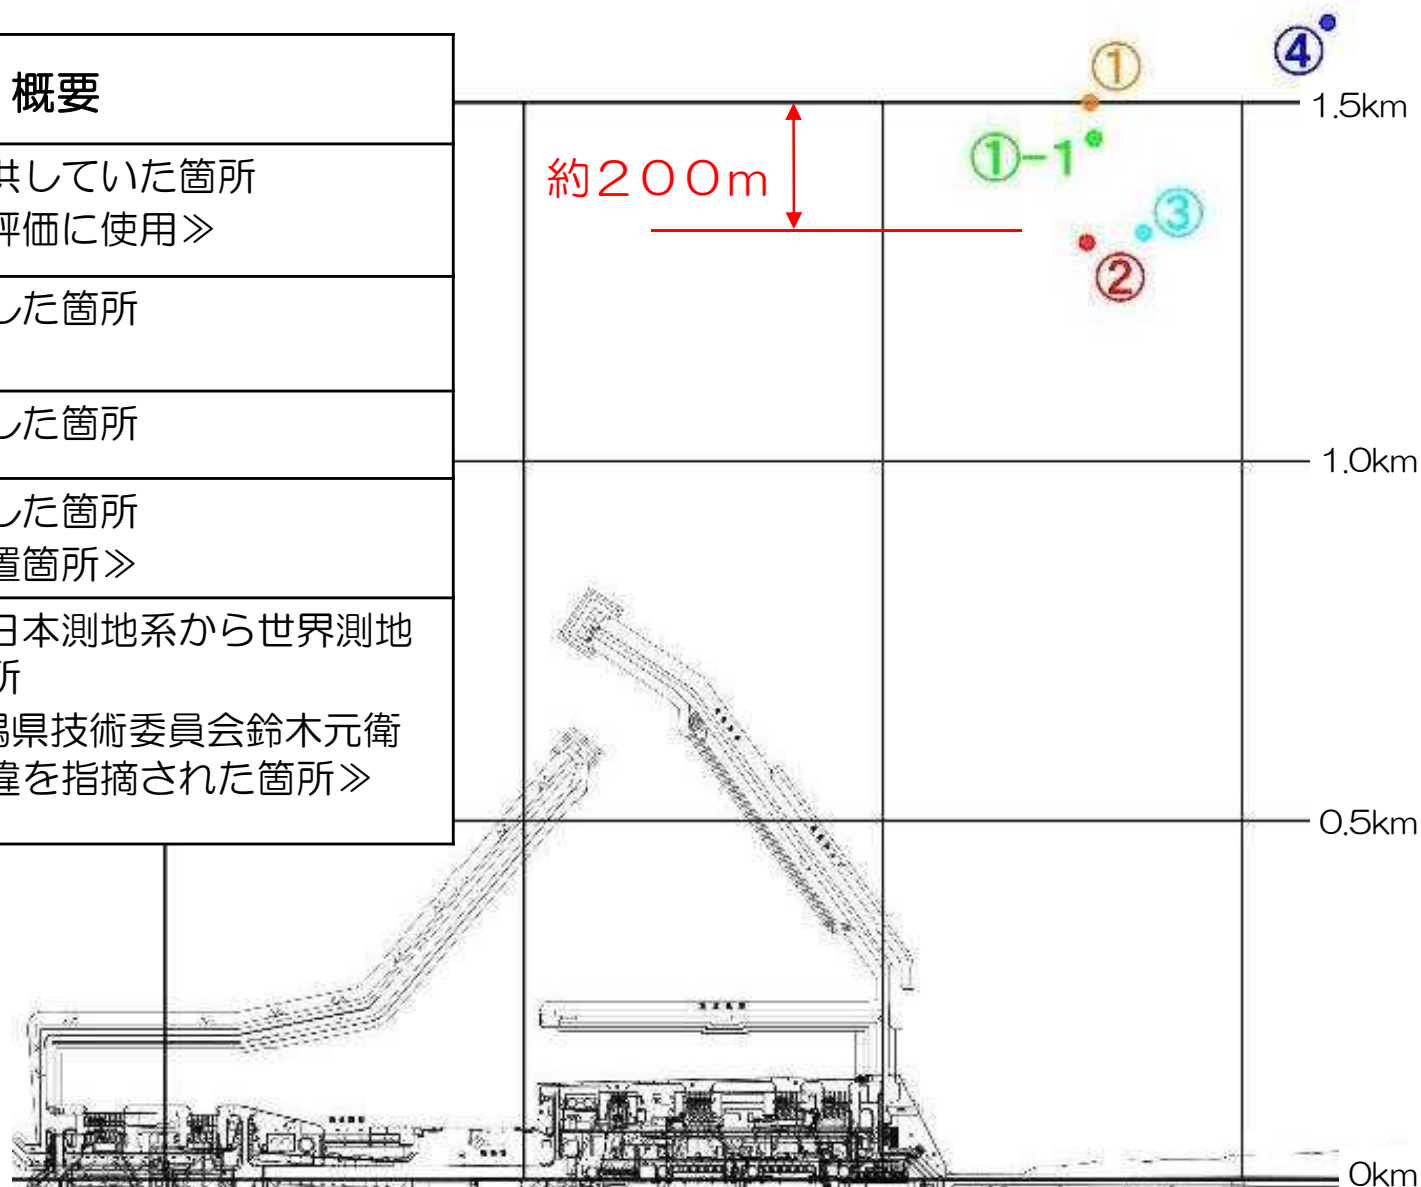 概要
供していた箇所
評価に使用≫
した箇所
した箇所
した箇所
置箇所≫
日本測地系から世界測地
所
県技術委員会鈴木元衛
違を指摘された箇所≫
①
④
1.5km
①-1
約200m
③
②
1.0km
0.5km
0km